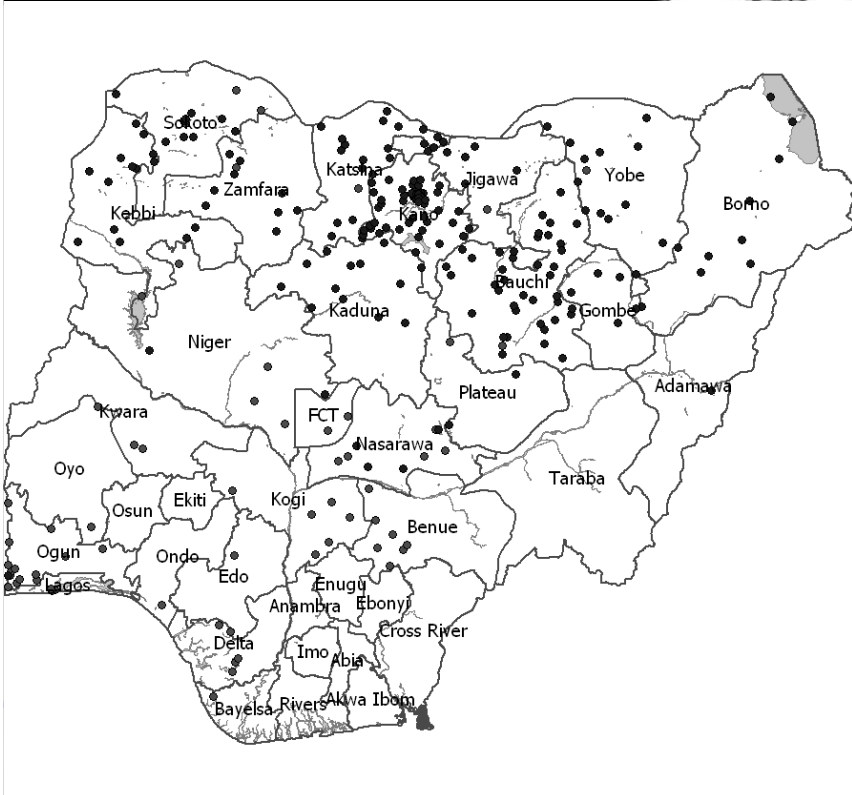 Sokoto
Katsina
Jigawa
Yobe
Zamfara
Borno
Kebbi
Kano
Bauchi
Kaduna
Gombe
Niger
Adamawa
Plateau
Kwara
FCT
Nasarawa
Oyo
Taraba
Ekiti
Kogi
Osun
Benue
Ogun
Ondo
Edo
Lagos
Enugu
Anambra
Ebonyi
Cross River
Delta
Imo
Abia
Bayelsa
Rivers
Akwa Ibom